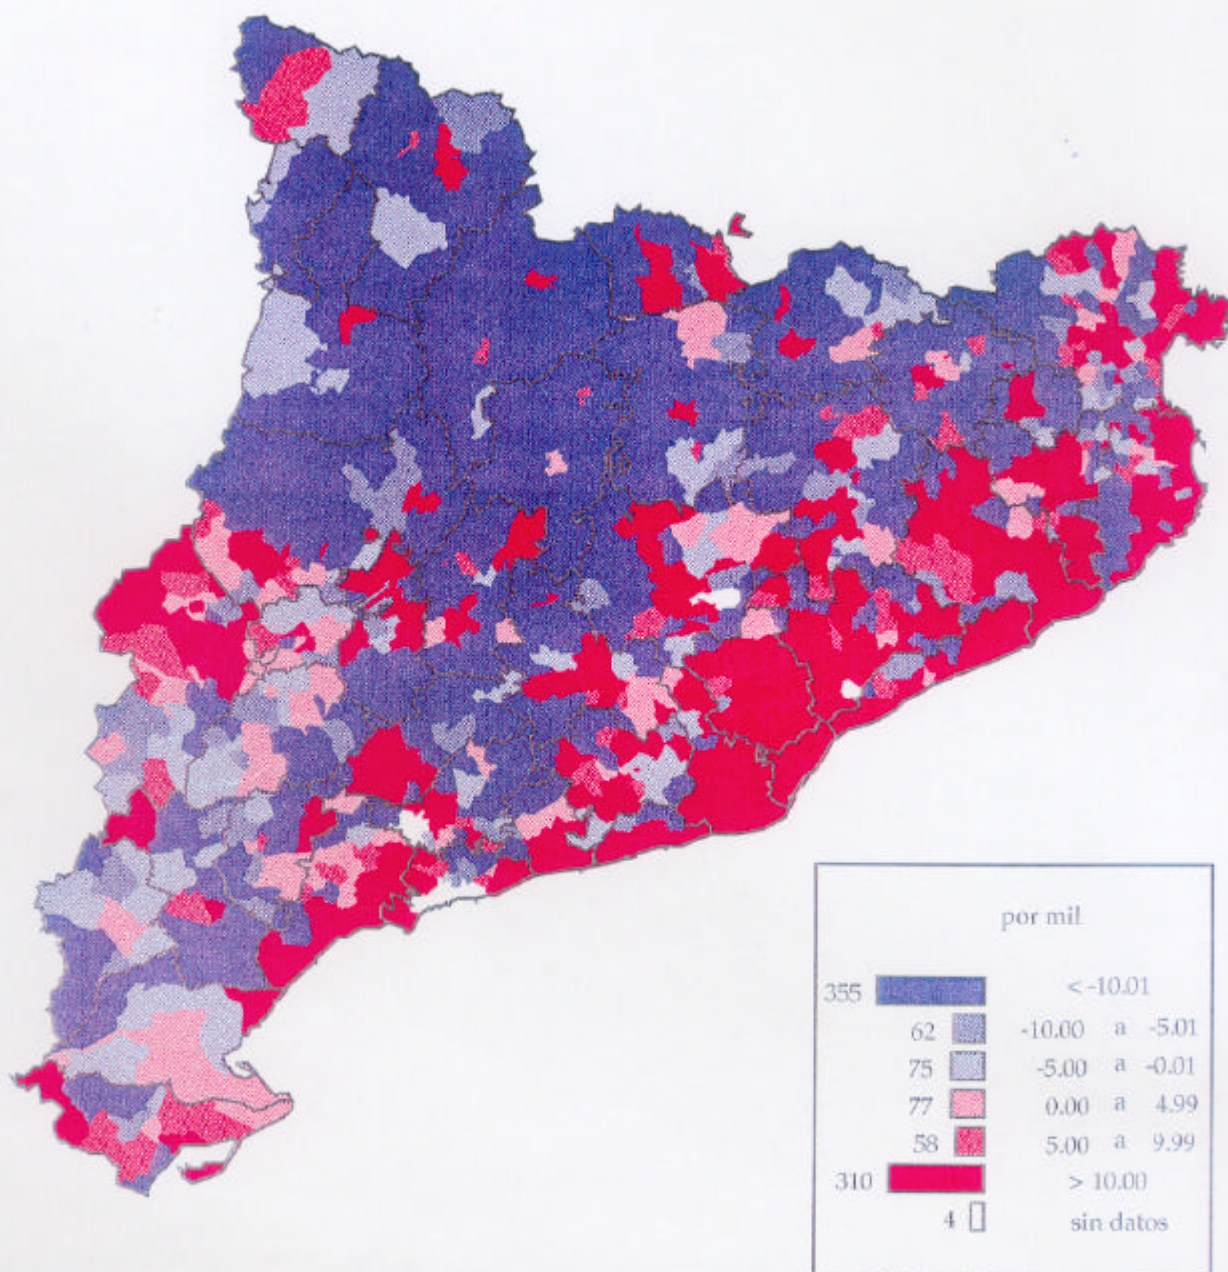 por mil
355 < -10.01
62 -10.00 a -5.01
75 -5.00 a -0.01
77 0.00 a 4.99
58 5.00 a 9.99
310 > 10.00
4 sin datos